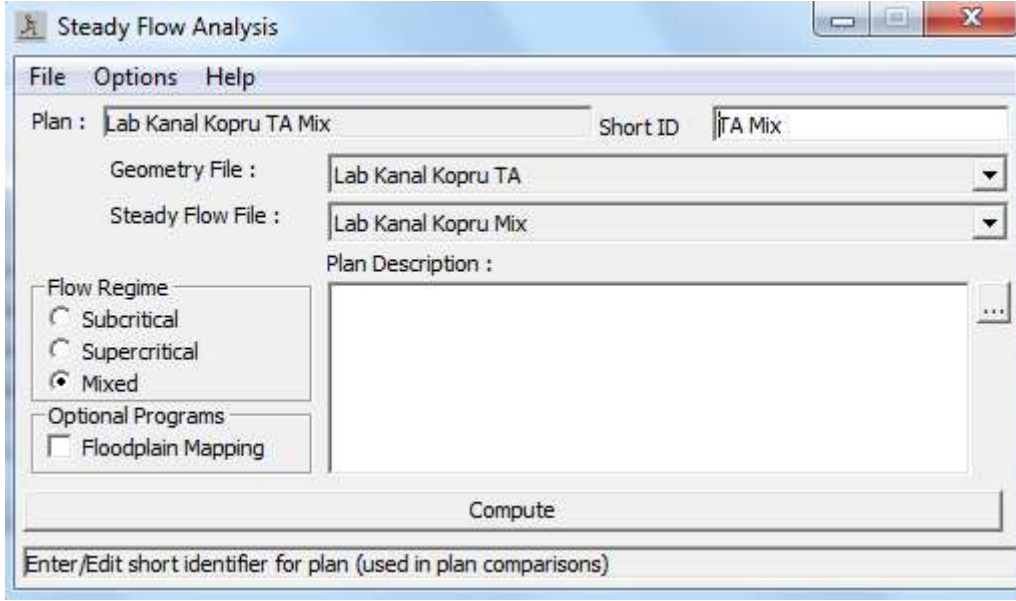 Steady Flow Analysis
File Options Help
Plan : Lab Kanal Kopru TA Mix Short ID TA Mix
Geometry File : Lab Kanal Kopru TA
Steady Flow File : Lab Kanal Kopru Mix
Plan Description :
Flow Regime
Subcritical
Supercritical
Mixed
Optional Programs
Floodplain Mapping
...
Compute
Enter/Edit short identifier for plan (used in plan comparisons)